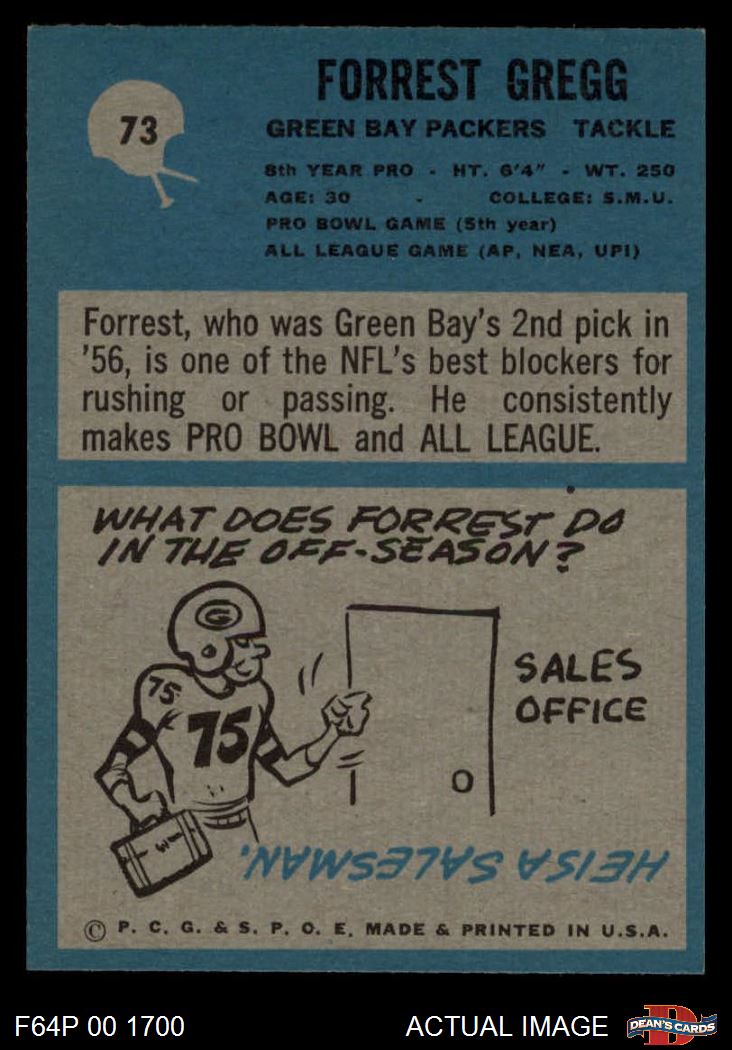 73
FORREST GREGG
GREEN BAY PACKERS TACKLE
8th YEAR PRO - HT. 6'4" - WT. 250
AGE: 30 - COLLEGE: S.M.U.
PRO BOWL GAME (5th year)
ALL LEAGUE GAME (AP, NEA, UPI)
Forrest, who was Green Bay's 2nd pick in
'56, is one of the NFL's best blockers for
rushing or passing. He consistently
makes PRO BOWL and ALL LEAGUE.
WHAT DOES FORREST DO
IN THE OFF-SEASON?
G
75
75
SALES
OFFICE
HE IS A SALESMAN.
© P. C. G. & S. P. O. E. MADE & PRINTED IN U.S.A.
F64P 00 1700
ACTUAL IMAGE
D
DEAN'S CARDS